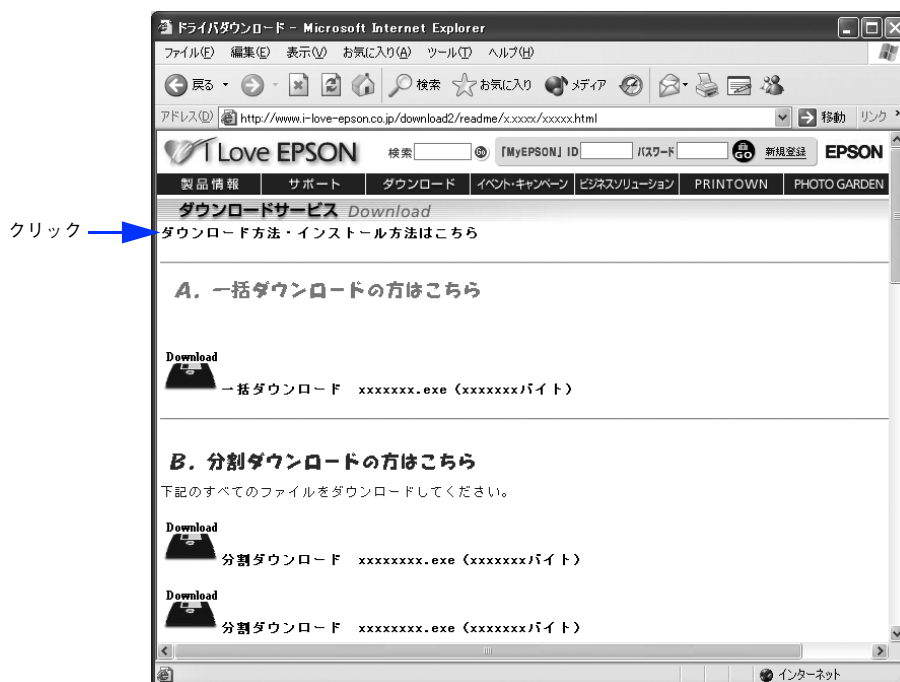 ドライバダウンロード - Microsoft Internet Explorer
ファイル(F) 編集(E) 表示(V) お気に入り(A) ツール(T) ヘルプ(H)
戻る 検索 お気に入り メディア
アドレス(D) http://www.i-love-epson.co.jp/download2/readme/x.xxxx/xxxxx.html 移動 リンク
I Love EPSON 検索 Go 「MyEPSON」ID パスワード GO 新規登録 EPSON
製品情報 サポート ダウンロード イベント・キャンペーン ビジネスソリューション PRINTOWN PHOTO GARDEN
ダウンロードサービス Download
クリック
ダウンロード方法・インストール方法はこちら
A. 一括ダウンロードの方はこちら
Download
一括ダウンロード xxxxxxx.exe (xxxxxxxバイト)
B. 分割ダウンロードの方はこちら
下記のすべてのファイルをダウンロードしてください。
Download
分割ダウンロード xxxxxxxx.exe (xxxxxxxバイト)
Download
分割ダウンロード xxxxxxxx.exe (xxxxxxxバイト)
インターネット